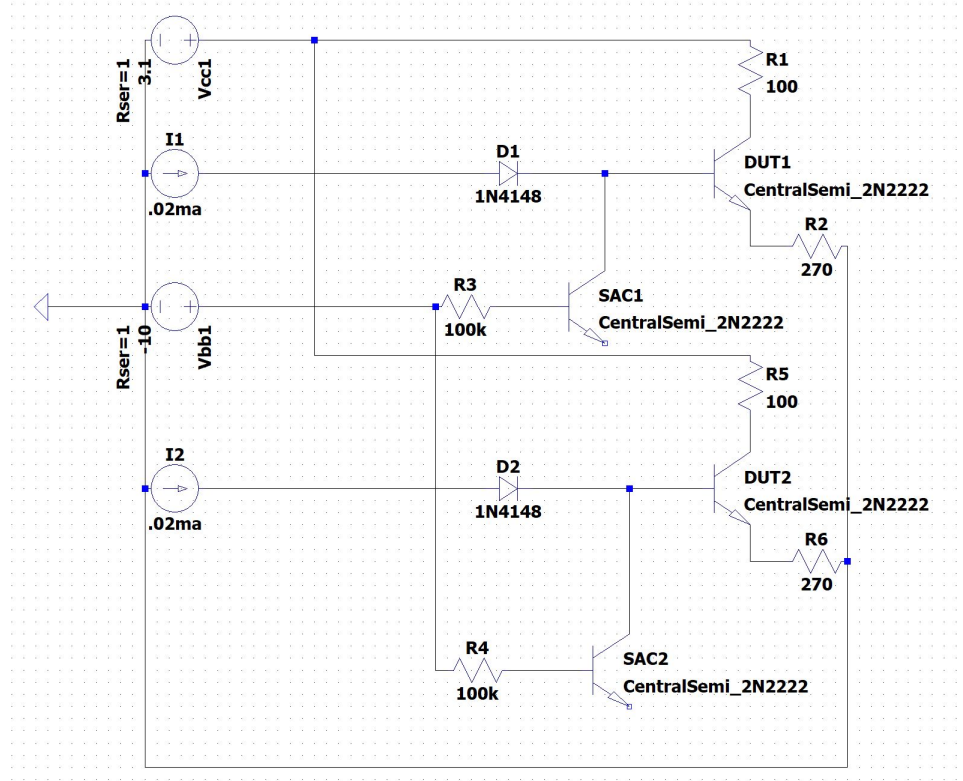 Rser=1
3.1
Vcc1
R1
100
I1
.02ma
D1
1N4148
DUT1
CentralSemi_2N2222
R2
270
Rser=1
-10
Vbb1
R3
100k
SAC1
CentralSemi_2N2222
R5
100
I2
.02ma
D2
1N4148
DUT2
CentralSemi_2N2222
R6
270
R4
100k
SAC2
CentralSemi_2N2222